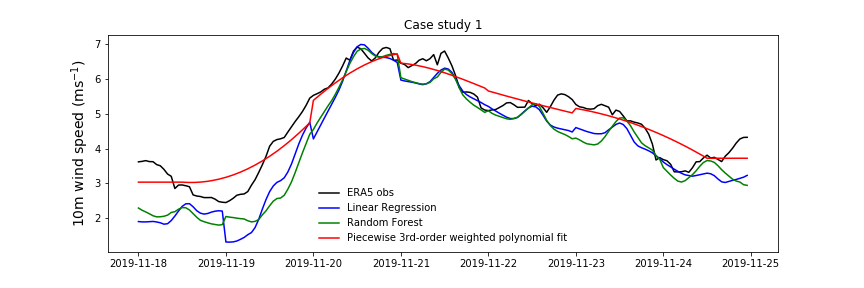 Case study 1
10m wind speed (ms⁻¹)
7
6
5
4
3
2
ERA5 obs
Linear Regression
Random Forest
Piecewise 3rd-order weighted polynomial fit
2019-11-18 2019-11-19 2019-11-20 2019-11-21 2019-11-22 2019-11-23 2019-11-24 2019-11-25